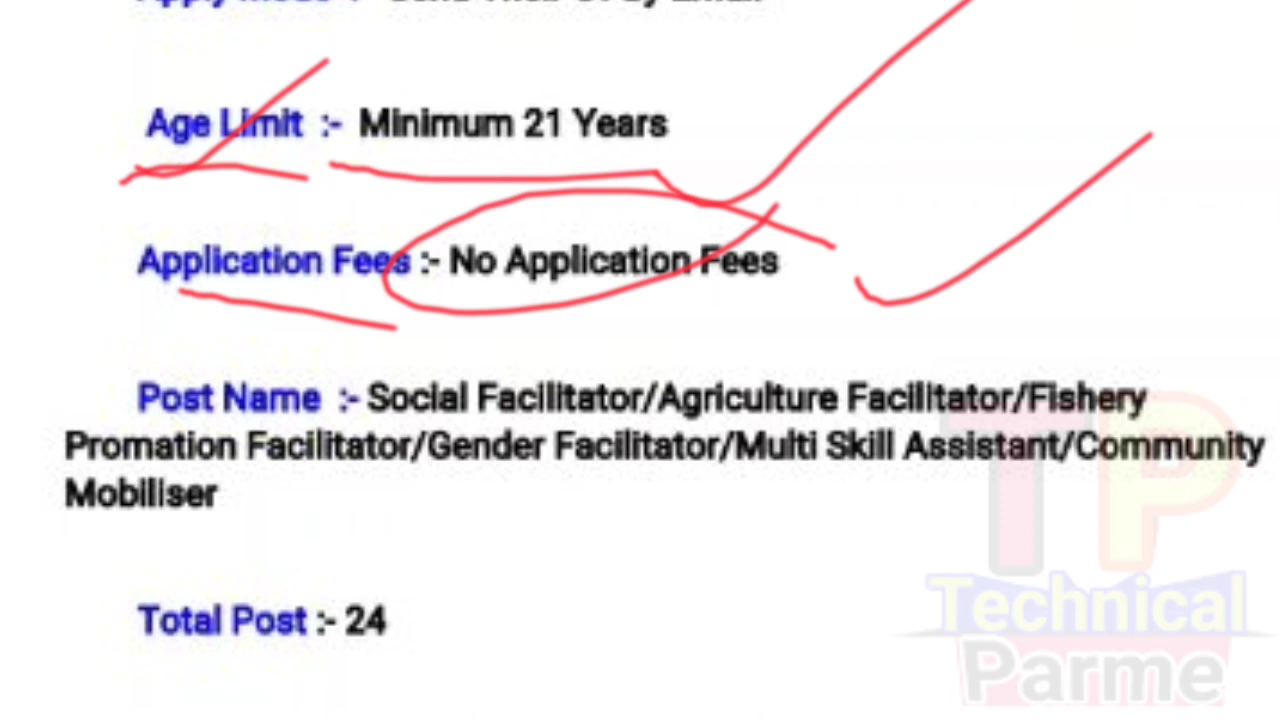 Age Limit :- Minimum 21 Years
Application Fees :- No Application Fees
Post Name :- Social Facilitator/Agriculture Facilitator/Fishery
Promation Facilitator/Gender Facilitator/Multi Skill Assistant/Community
Mobiliser
Total Post :- 24
TP
Technical
Parme